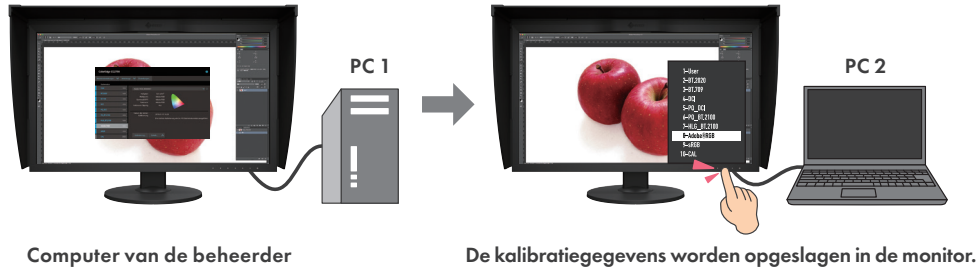 PC 1
PC 2
1-User
2-BT.2020
3-BT.709
4-DCI
5-PQ_DCI
6-PQ_BT.2100
7-HLG_BT.2100
8-Adobe®RGB
9-sRGB
10-CAL
Computer van de beheerder
De kalibratiegegevens worden opgeslagen in de monitor.